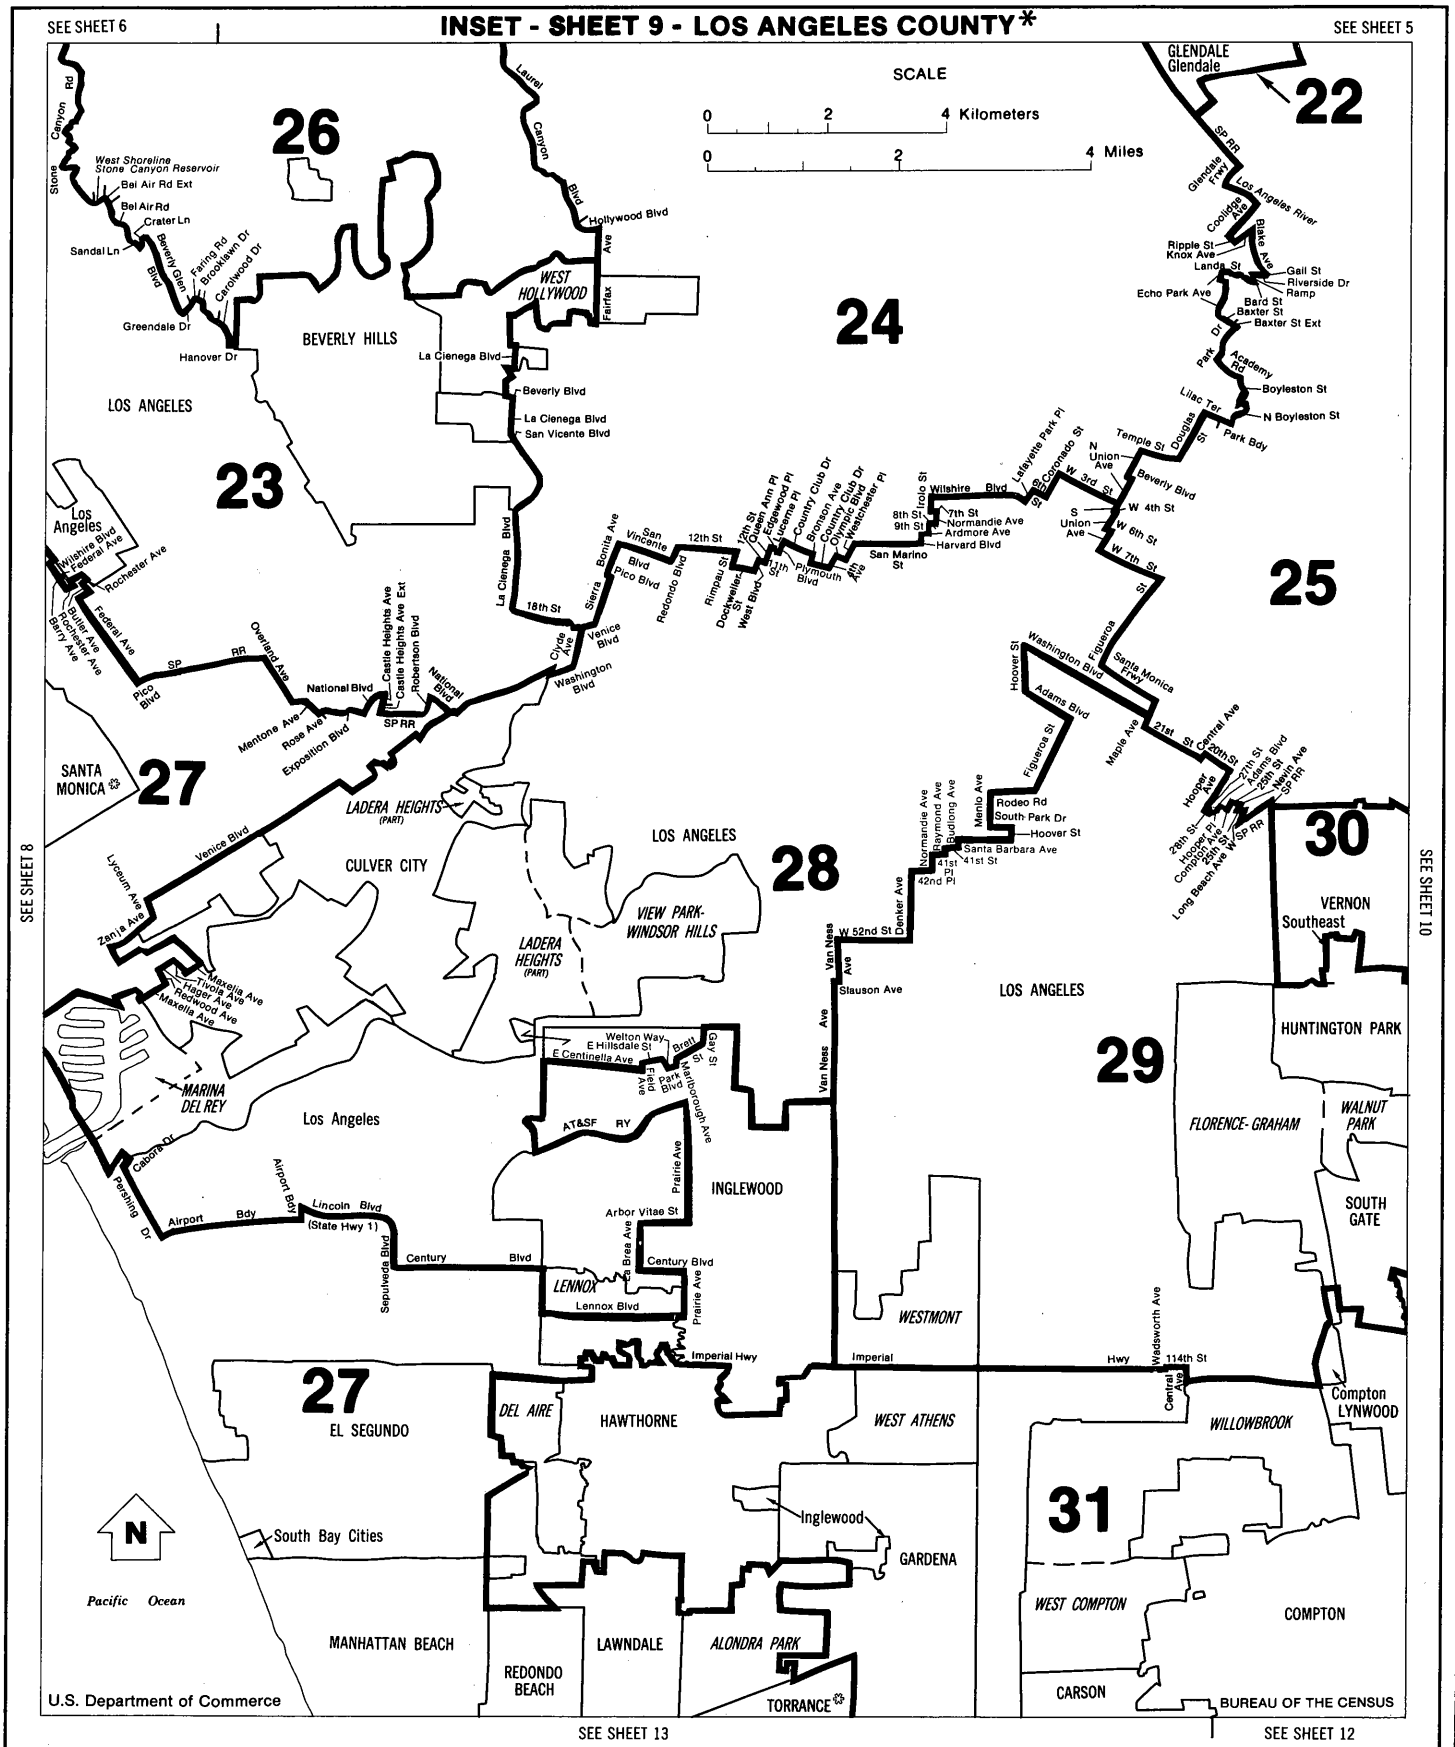 SEE SHEET 6
INSET - SHEET 9 - LOS ANGELES COUNTY*
SEE SHEET 5
SCALE
0 2 4 Kilometers
0 2 4 Miles
GLENDALE
Glendale
22
26
Stone Canyon Rd
West Shoreline
Stone Canyon Reservoir
Bel Air Rd Ext
Bel Air Rd
Crater Ln
Sandal Ln
Beverly Glen Blvd
Faring Rd
Brooklawn Dr
Carolwood Dr
Greendale Dr
Hanover Dr
Laurel Canyon Blvd
Hollywood Blvd
Fairfax Ave
WEST
HOLLYWOOD
BEVERLY HILLS
La Cienega Blvd
Beverly Blvd
La Cienega Blvd
San Vicente Blvd
LOS ANGELES
23
24
SP RR
Glendale Frwy
Los Angeles River
Coolidge Ave
Ripple St
Knox Ave
Blake Ave
Landa St
Gail St
Riverside Dr
Ramp
Echo Park Ave
Bard St
Baxter St
Baxter St Ext
Park Dr
Academy Rd
Boyleston St
Lilac Ter
N Boyleston St
Park Bdy
Douglas St
Temple St
N Union Ave
Beverly Blvd
W 3rd St
W 4th St
S Union Ave
W 6th St
W 7th St
Coronado St
6th St
Lafayette Park Pl
Wilshire Blvd
Irolo St
8th St
7th St
Normandie Ave
9th St
Ardmore Ave
Harvard Blvd
San Marino St
Westchester Pl
Olympic Blvd
Country Club Dr
Bronson Ave
Country Club Dr
Lucerne Pl
Edgewood Pl
Queen Ann Pl
12th St
4th Ave
Plymouth Blvd
11th St
West Blvd
Dockweiler St
Rimpau St
12th St
Redondo Blvd
San Vincente Blvd
Pico Blvd
Bonita Ave
Sierra
La Cienega Blvd
18th St
Clyde Ave
Venice Blvd
Washington Blvd
25
Los
Angeles
Wilshire Blvd
Federal Ave
Rochester Ave
Federal Ave
Butler Ave
Rochester Ave
Barry Ave
Pico Blvd
SP RR
Overland Ave
National Blvd
Castle Heights Ave
Castle Heights Ave Ext
Robertson Blvd
National Blvd
SP RR
Mentone Ave
Rose Ave
Exposition Blvd
SANTA
MONICA
27
Figueroa St
Santa Monica Frwy
Washington Blvd
Hoover St
Adams Blvd
Figueroa St
Maple Ave
21st St
Central Ave
20th St
Hooper Ave
27th St
Adams Blvd
25th St
Nevin Ave
SP RR
28th St
Hooper Pl
Compton Ave
25th St
Long Beach Ave W
SP RR
30
LADERA HEIGHTS
(PART)
LOS ANGELES
CULVER CITY
Venice Blvd
Lyceum Ave
Zanja Ave
28
Menlo Ave
Rodeo Rd
South Park Dr
Hoover St
Santa Barbara Ave
41st St
Budlong Ave
Raymond Ave
Normandie Ave
41st Pl
42nd Pl
Denker Ave
W 52nd St
Van Ness Ave
Slauson Ave
Van Ness Ave
VIEW PARK-
WINDSOR HILLS
LADERA
HEIGHTS
(PART)
SEE SHEET 8
SEE SHEET 10
VERNON
Southeast
LOS ANGELES
29
HUNTINGTON PARK
Maxella Ave
Tivola Ave
Hager Ave
Redwood Ave
Maxella Ave
MARINA
DEL REY
Welton Way
E Hillsdale St
E Centinella Ave
Brett St
Gay St
Field Ave
Park Blvd
Marlborough Ave
AT&SF RY
Los Angeles
Cabora Dr
Pershing Dr
Airport Bdy
Airport Bdy
Lincoln Blvd
(State Hwy 1)
Sepulveda Blvd
Century Blvd
Prairie Ave
INGLEWOOD
Arbor Vitae St
La Brea Ave
Century Blvd
LENNOX
Lennox Blvd
Prairie Ave
FLORENCE-GRAHAM
WALNUT
PARK
SOUTH
GATE
WESTMONT
Imperial Hwy
Imperial Hwy
Wadsworth Ave
114th St
Central Ave
27
EL SEGUNDO
DEL AIRE
HAWTHORNE
WEST ATHENS
WILLOWBROOK
Compton
LYNWOOD
31
N
South Bay Cities
Inglewood
GARDENA
Pacific Ocean
WEST COMPTON
COMPTON
MANHATTAN BEACH
LAWNDALE
ALONDRA PARK
REDONDO
BEACH
TORRANCE
CARSON
U.S. Department of Commerce
BUREAU OF THE CENSUS
SEE SHEET 13
SEE SHEET 12